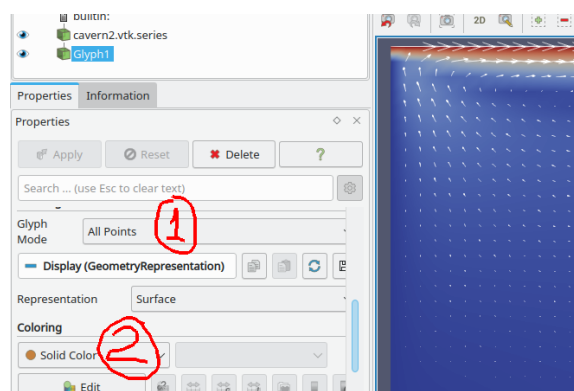 builtin:
cavern2.vtk.series
Glyph1
2D
Properties Information
Properties
Apply Reset Delete ?
Search ... (use Esc to clear text)
Glyph Mode All Points 1
Display (GeometryRepresentation)
Representation Surface
Coloring
Solid Color 2
Edit